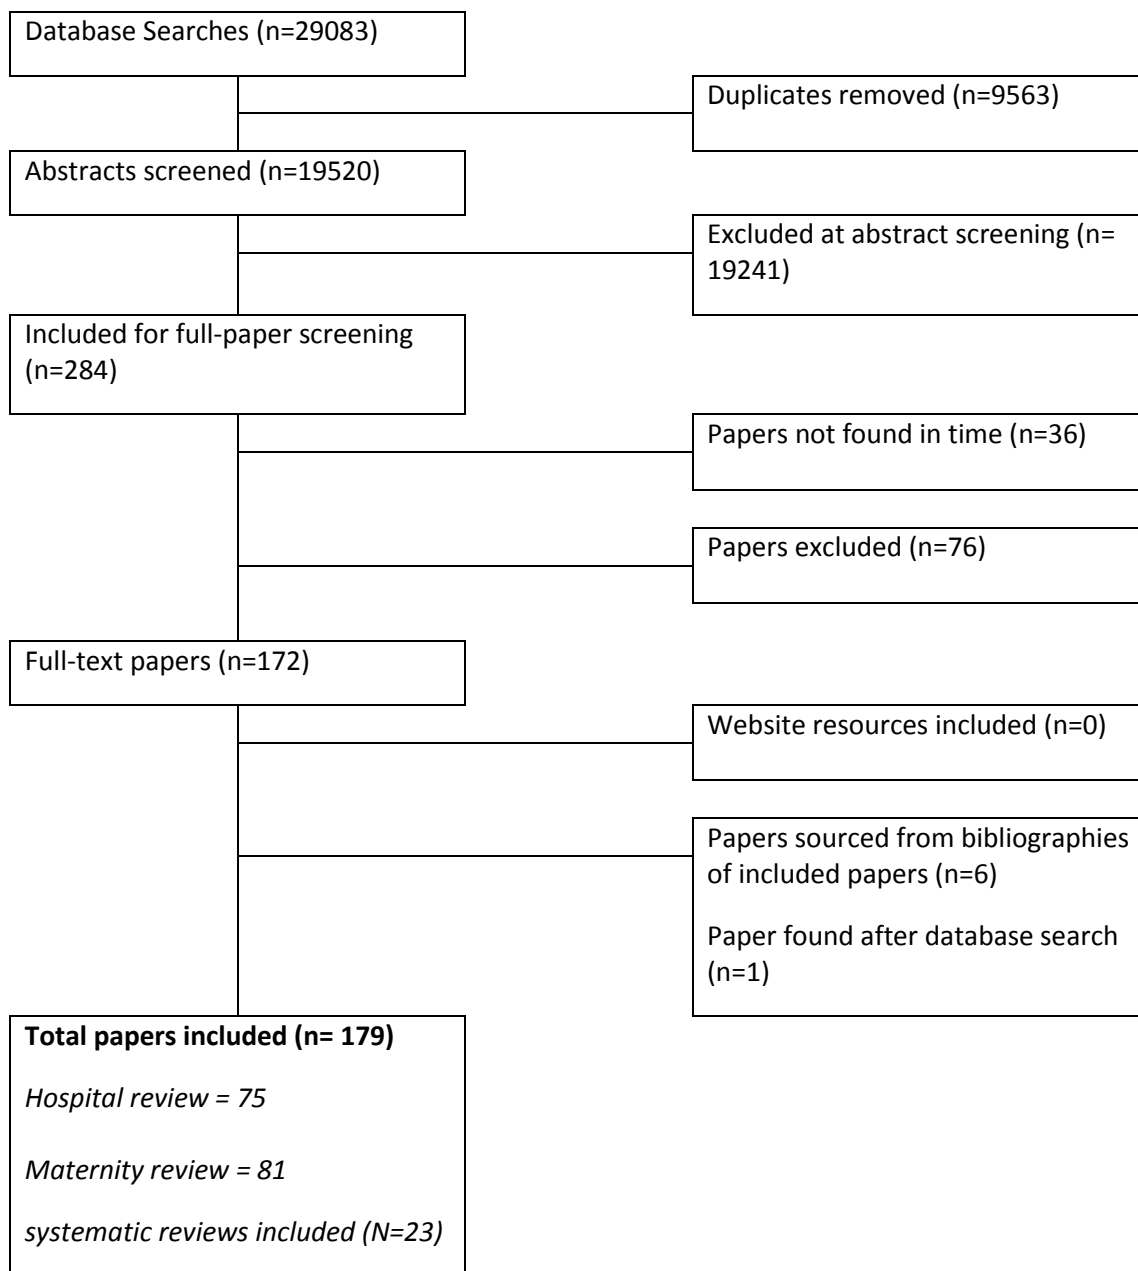 Database Searches (n=29083)
Duplicates removed (n=9563)
Abstracts screened (n=19520)
Excluded at abstract screening (n=
19241)
Included for full-paper screening
(n=284)
Papers not found in time (n=36)
Papers excluded (n=76)
Full-text papers (n=172)
Website resources included (n=0)
Papers sourced from bibliographies
of included papers (n=6)
Paper found after database search
(n=1)
Total papers included (n= 179)
Hospital review = 75
Maternity review = 81
systematic reviews included (N=23)